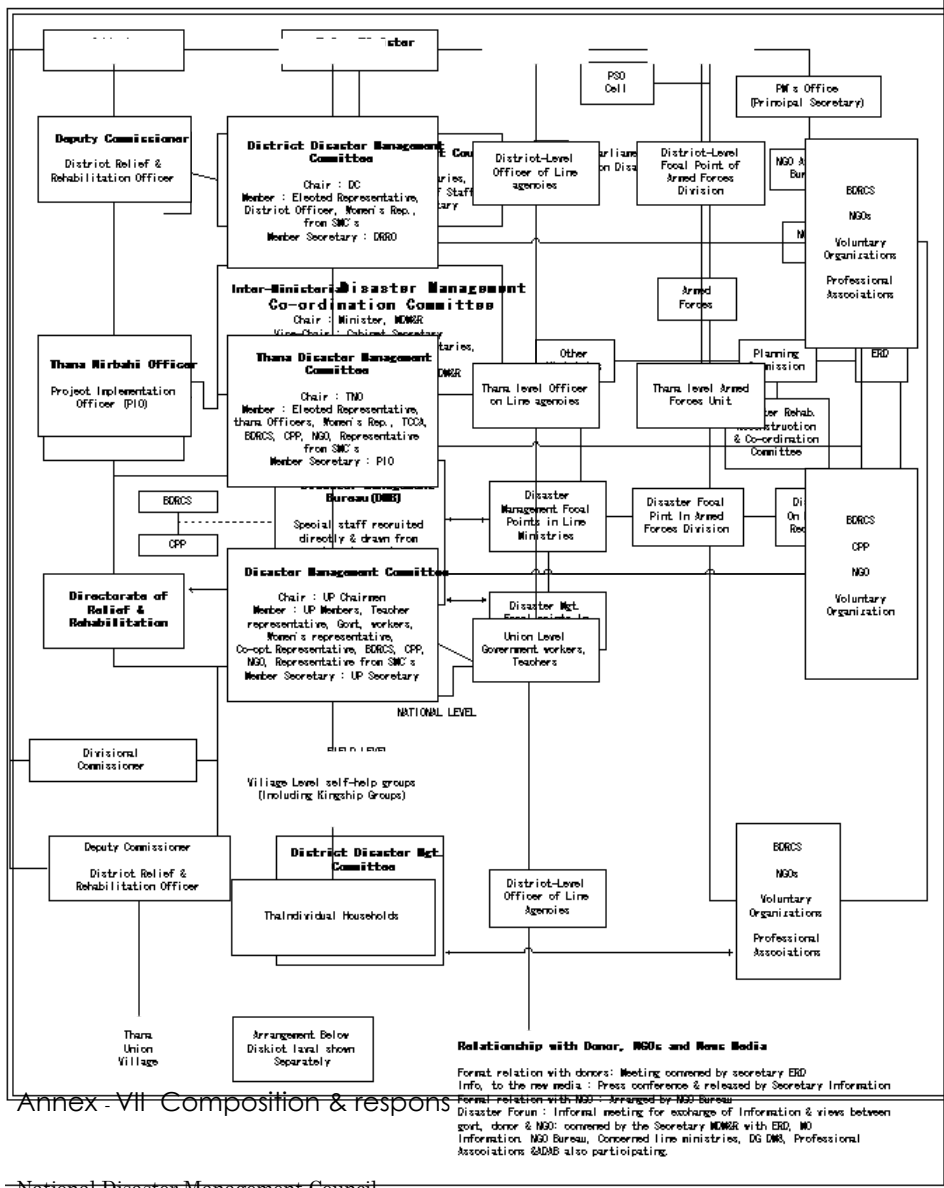 PSO
Cell
PM's Office
(Principal Secretary)
Deputy Commissioner
District Relief &
Rehabilitation Officer
District Disaster Management
Committee
Chair : DC
Member : Elected Representative,
District Officer, Women's Rep.,
from SMC's
Member Secretary : DRRO
District-Level
Officer of Line
agencies
District-Level
Focal Point of
Armed Forces
Division
BDRCS
NGOs
Voluntary
Organizations
Professional
Associations
Armed
Forces
Disaster Management
Co-ordination Committee
Chair : Minister, MDM&R
Vice-Chair : Cabinet Secretary
Thana Nirbahi Officer
Project Implementation
Officer (PIO)
Thana Disaster Management
Committee
Chair : TNO
Member : Elected Representative,
thana Officers, Women's Rep., TCCA,
BDRCS, CPP, NGO, Representative
from SMC's
Member Secretary : PIO
Other
Thana level Officer
on Line agencies
Thana level Armed
Forces Unit
Planning
ERD
& Co-ordination
Committee
BDRCS
CPP
Bureau(DMB)
Special staff recruited
directly & drawn from
Disaster
Management Focal
Points in Line
Ministries
Disaster Focal
Pint In Armed
Forces Division
BDRCS
CPP
NGO
Voluntary
Organization
Directorate of
Relief &
Rehabilitation
Disaster Management Committee
Chair : UP Chairmen
Member : UP Members, Teacher
representative, Govt, workers,
Women's representative,
Co-opt. Representative, BDRCS, CPP,
NGO, Representative from SMC's
Member Secretary : UP Secretary
Disaster Mgt.
Union Level
Government workers,
Teachers
NATIONAL LEVEL
FIELD LEVEL
Divisional
Commissioner
Village Level self-help groups
(Including Kingship Groups)
Deputy Commissioner
District Relief &
Rehabilitation Officer
District Disaster Mgt.
Committee
ThaIndividual Households
District-Level
Officer of Line
Agencies
BDRCS
NGOs
Voluntary
Organizations
Professional
Associations
Thana
Union
Village
Arrangement Below
Diskiot laval shown
Separately
Relationship with Donor, NGOs and News Media
Format relation with donors: Meeting convened by secretary ERD
Info, to the new media : Press conference & released by Secretary Information
Formal relation with NGO : Arranged by NGO Bureau
Disaster Forum : Informal meeting for exchange of Information & views between
govt, donor & NGO: convened by the Secretary MDM&R with ERD, MO
Information. NGO Bureau, Concerned line ministries, DG DMB, Professional
Associations &ADAB also participating.
Annex - VII Composition & respons
National Disaster Management Council